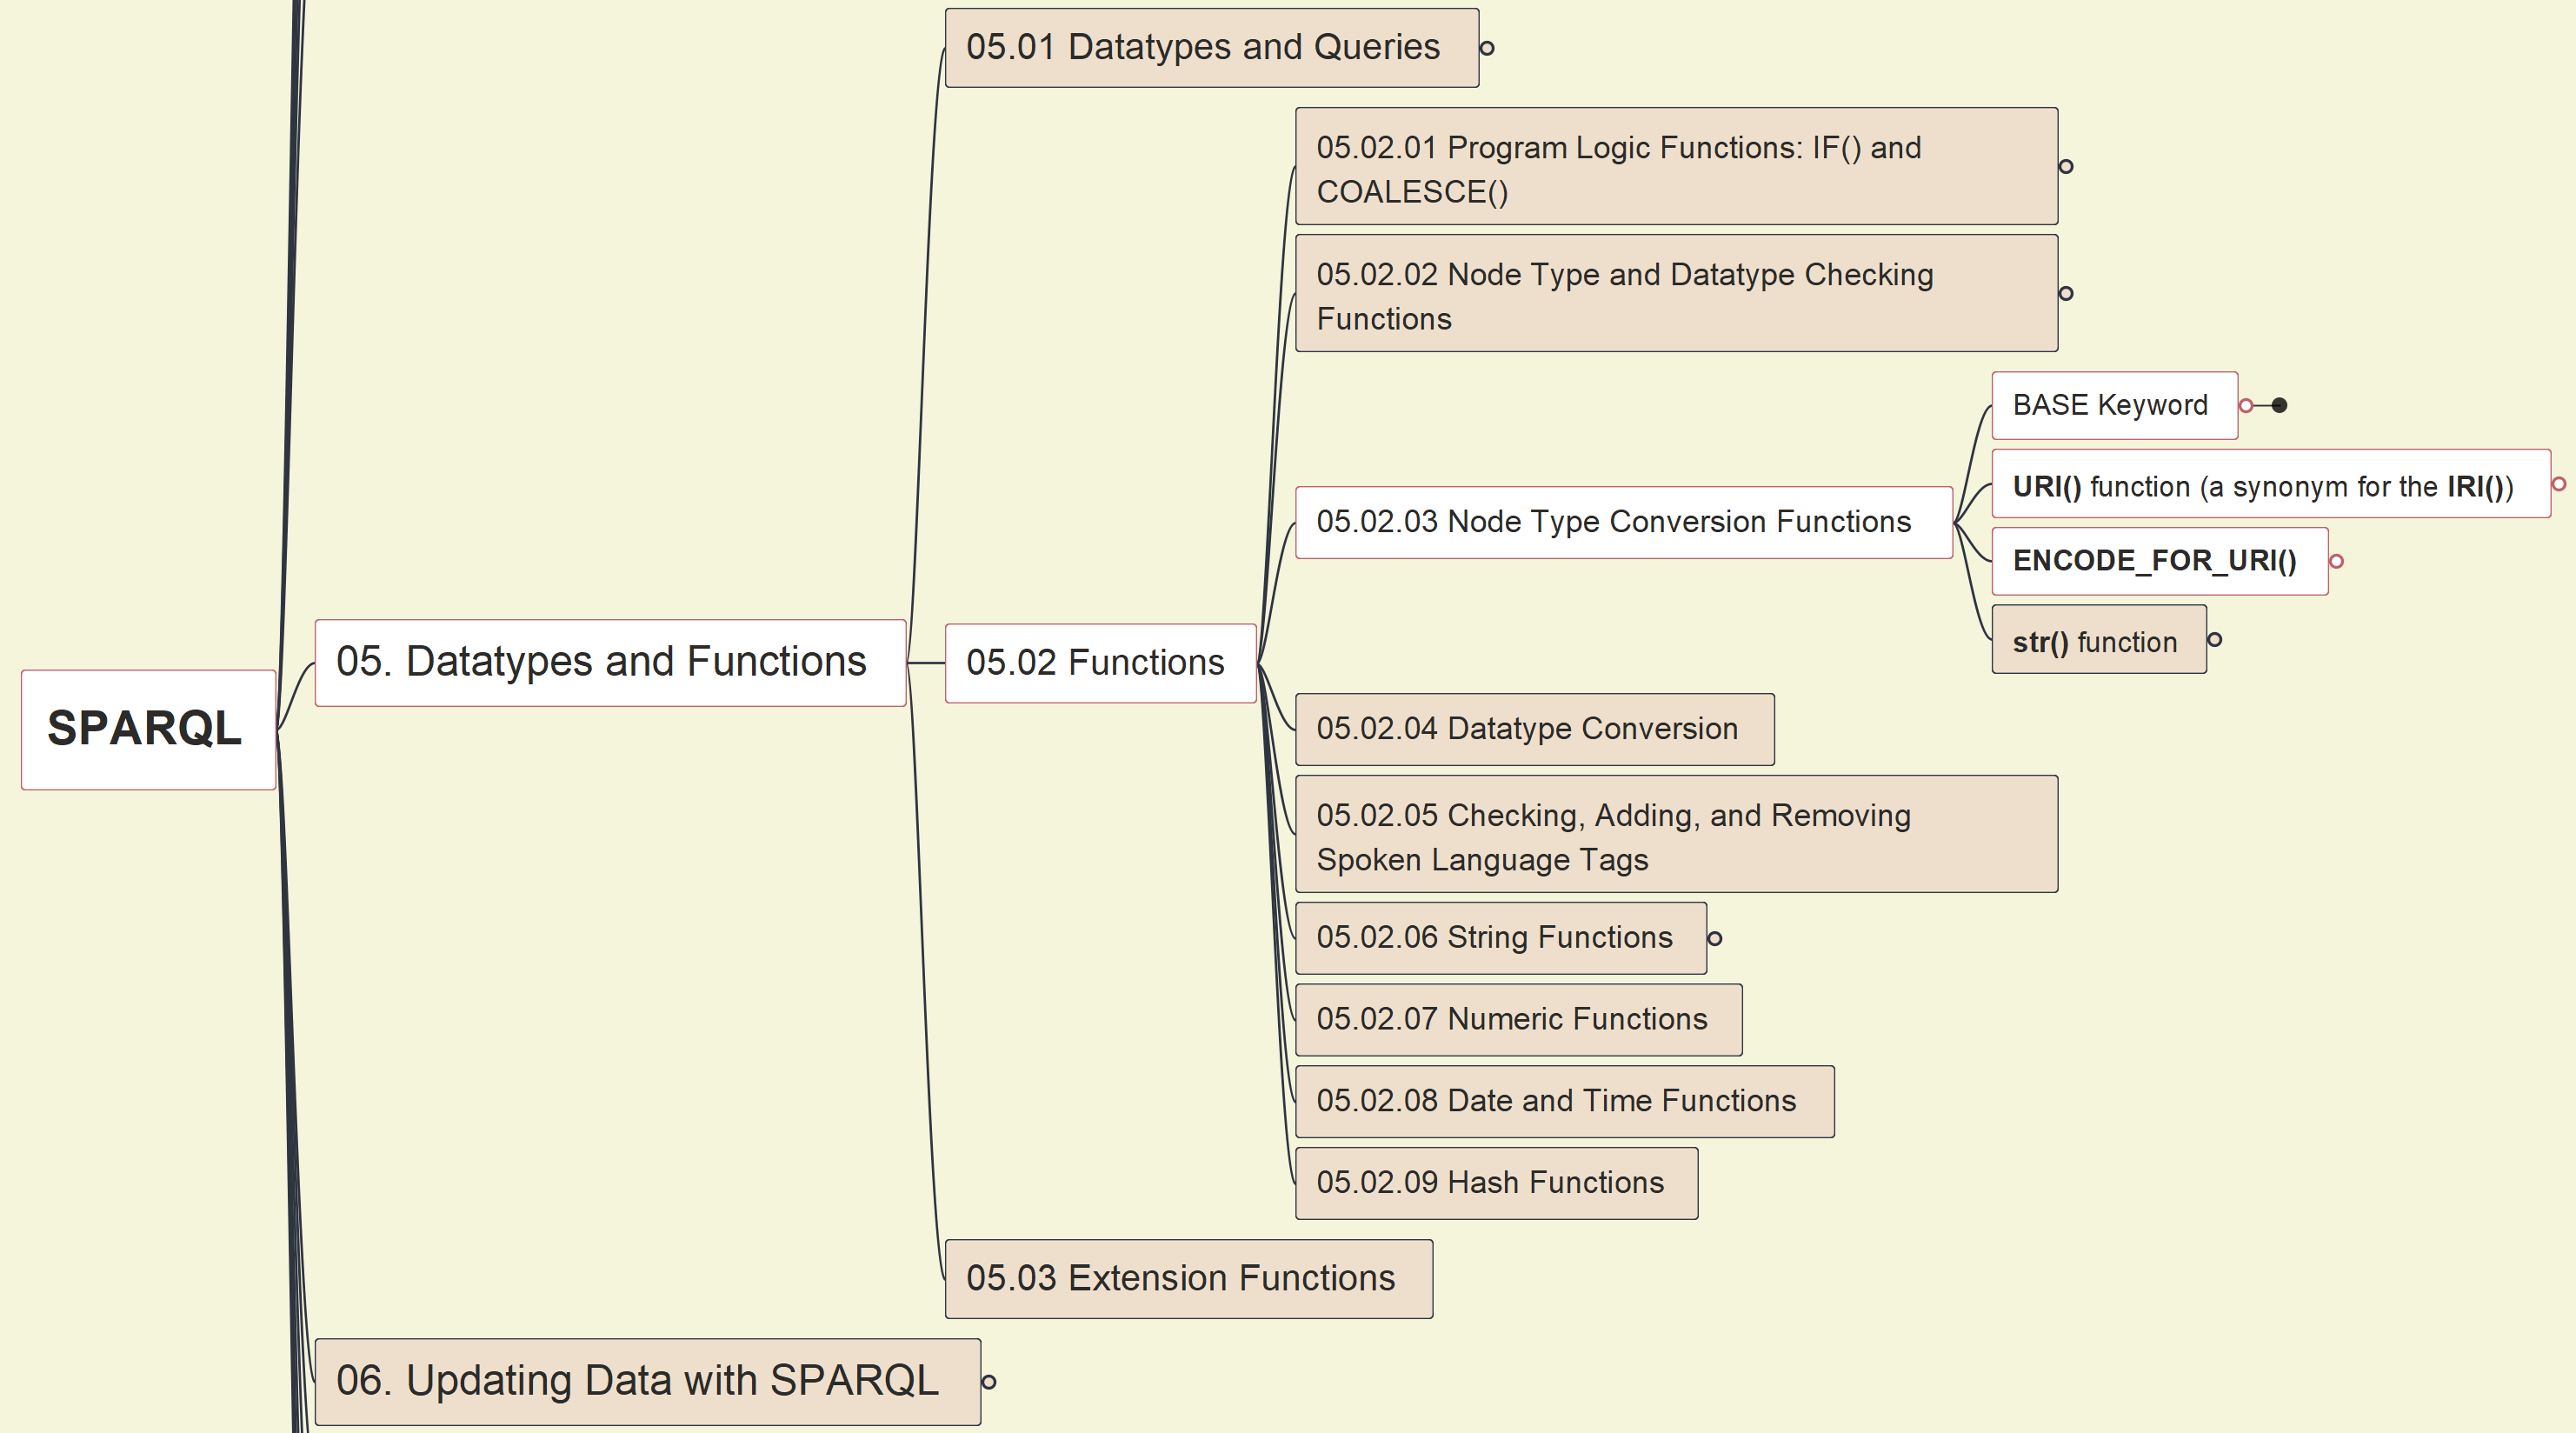 SPARQL
05. Datatypes and Functions
05.01 Datatypes and Queries
05.02 Functions
05.02.01 Program Logic Functions: IF() and
COALESCE()
05.02.02 Node Type and Datatype Checking
Functions
05.02.03 Node Type Conversion Functions
BASE Keyword
URI() function (a synonym for the IRI())
ENCODE_FOR_URI()
str() function
05.02.04 Datatype Conversion
05.02.05 Checking, Adding, and Removing
Spoken Language Tags
05.02.06 String Functions
05.02.07 Numeric Functions
05.02.08 Date and Time Functions
05.02.09 Hash Functions
05.03 Extension Functions
06. Updating Data with SPARQL